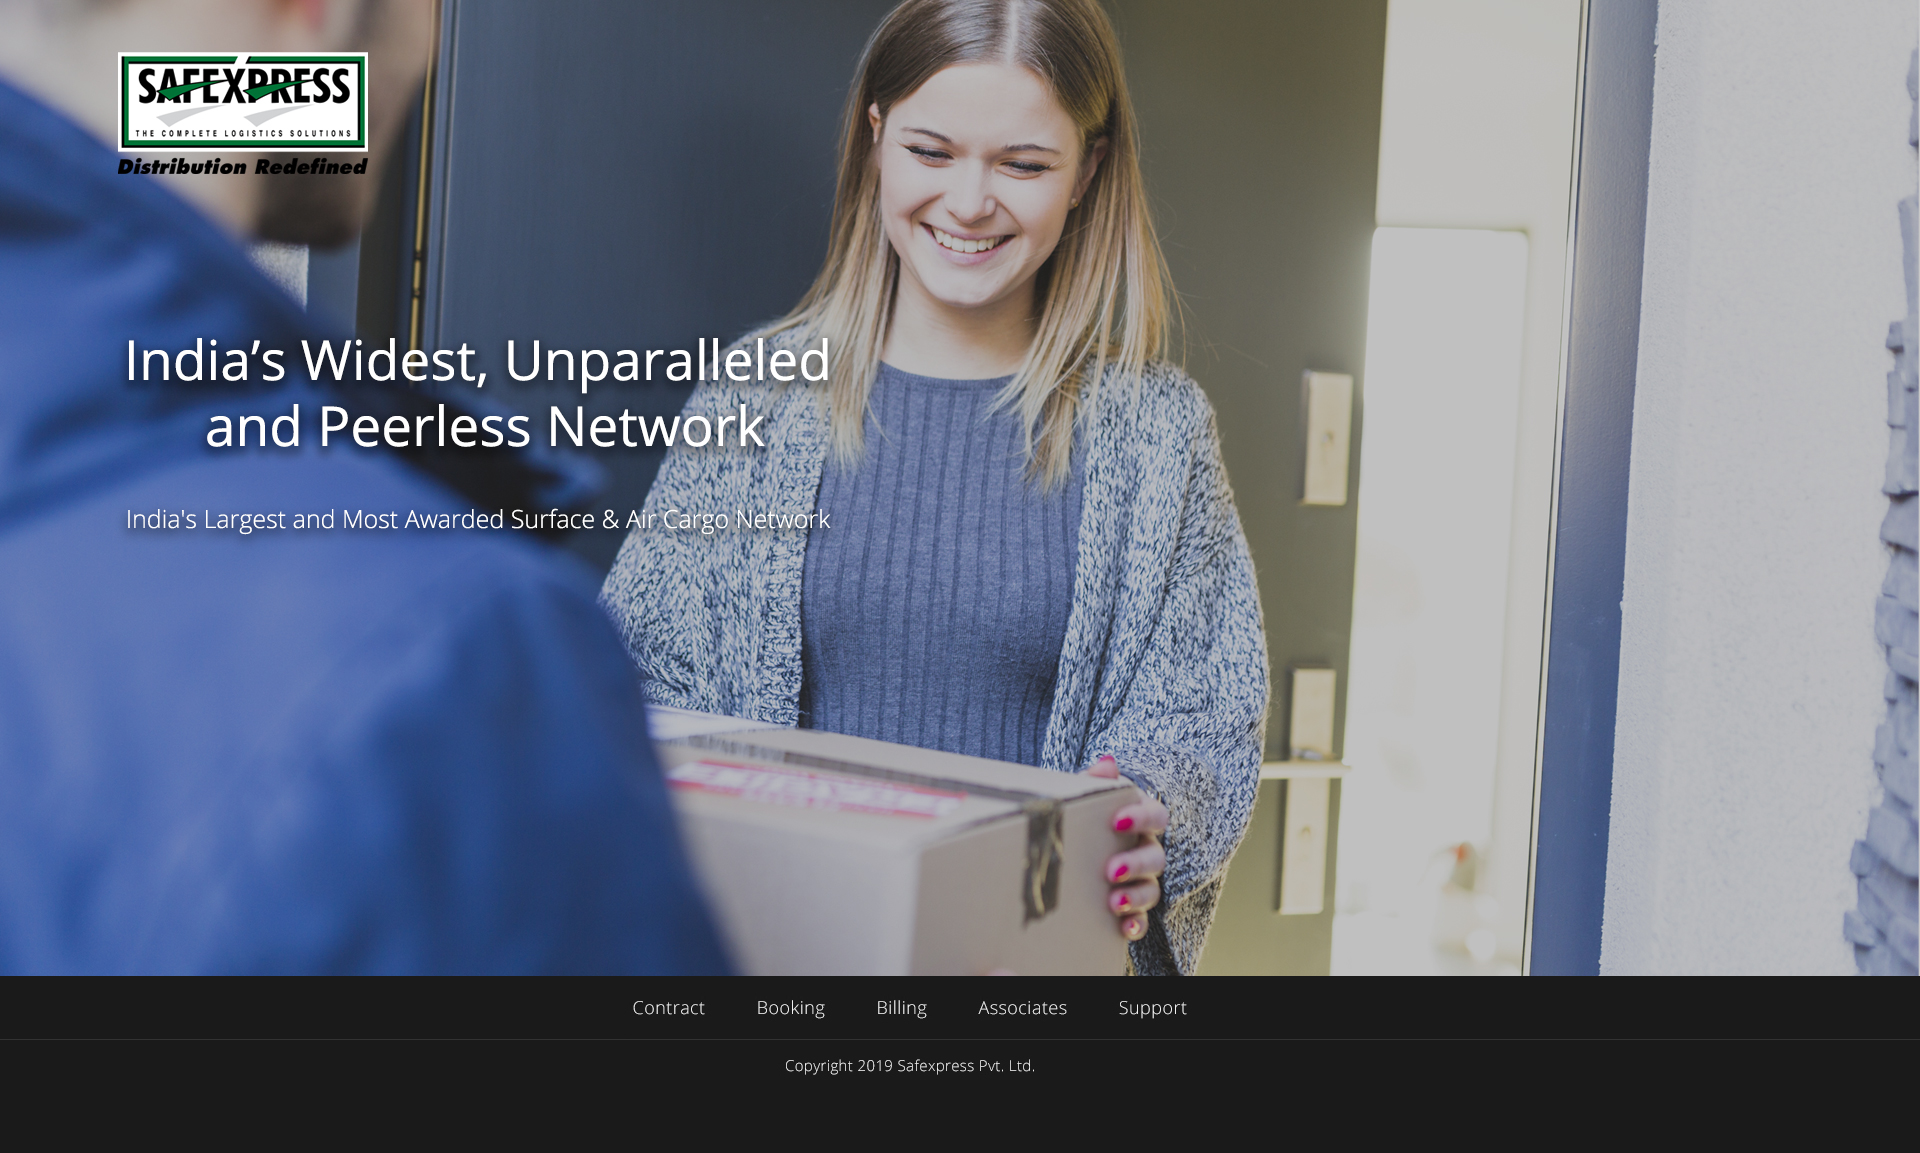 SAFEXPRESS
THE COMPLETE LOGISTICS SOLUTIONS
Distribution Redefined
India’s Widest, Unparalleled
and Peerless Network
India's Largest and Most Awarded Surface & Air Cargo Network
Contract Booking Billing Associates Support
Copyright 2019 Safexpress Pvt. Ltd.